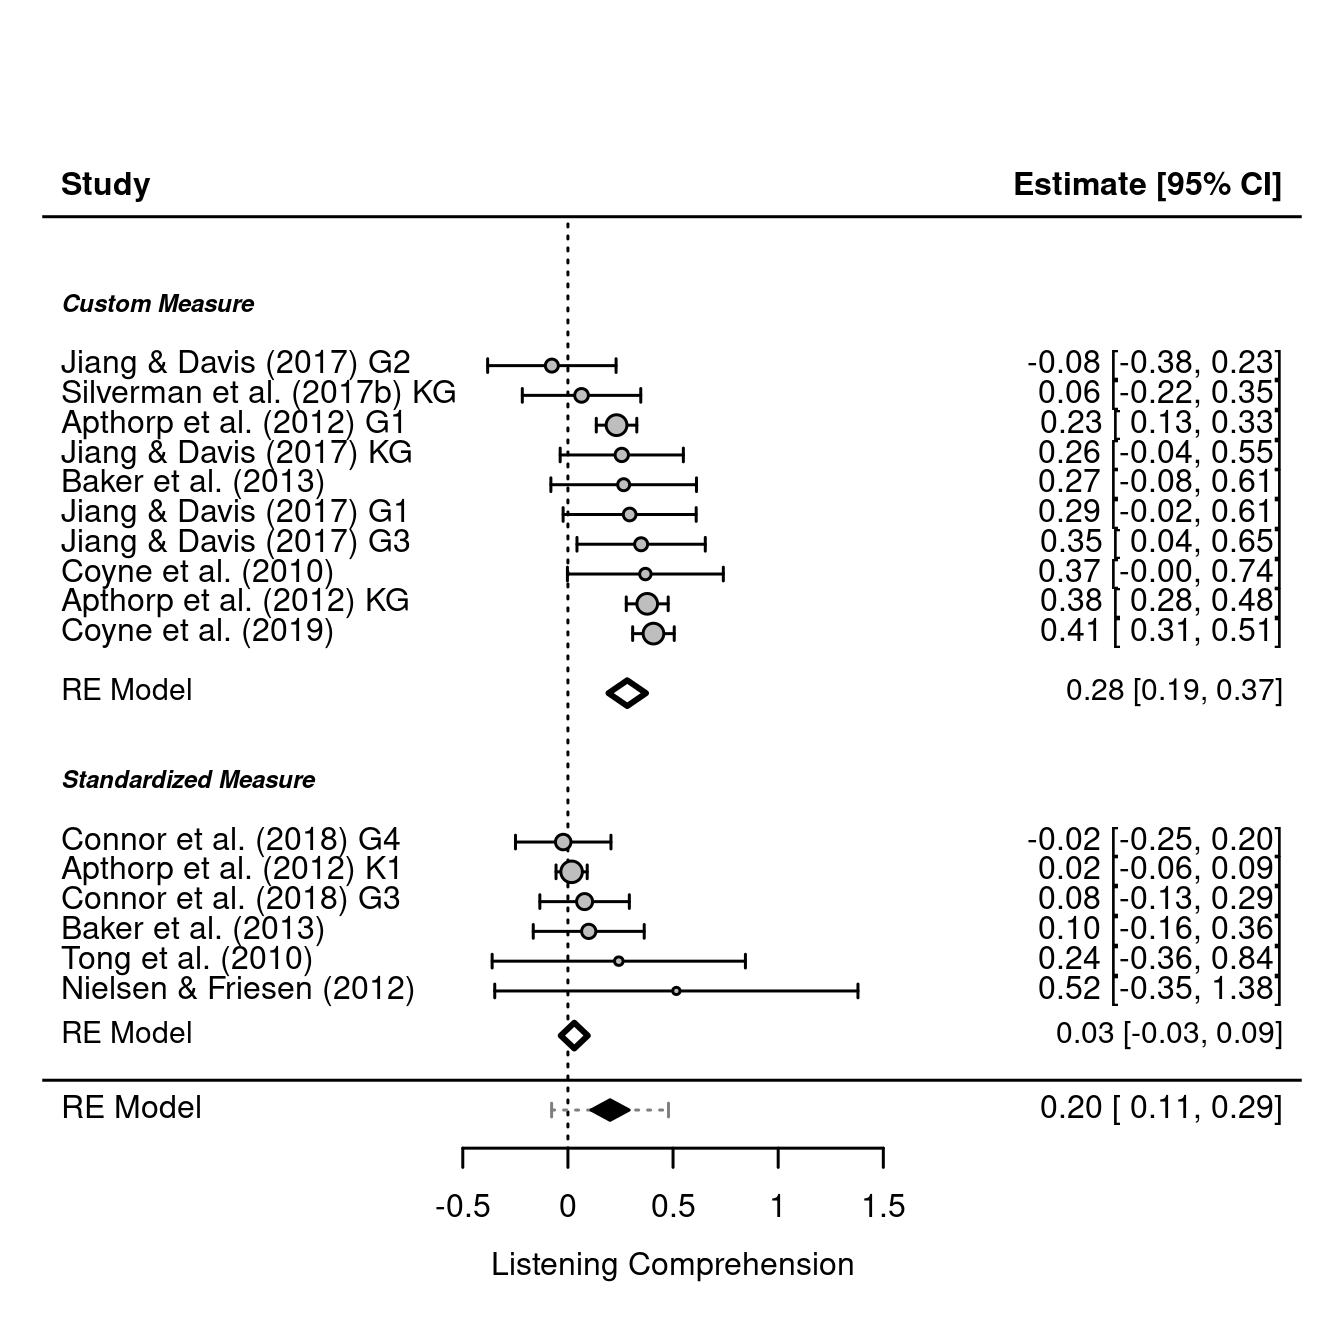 Study Estimate [95% CI]
Custom Measure
Jiang & Davis (2017) G2 -0.08 [-0.38, 0.23]
Silverman et al. (2017b) KG 0.06 [-0.22, 0.35]
Apthorp et al. (2012) G1 0.23 [ 0.13, 0.33]
Jiang & Davis (2017) KG 0.26 [-0.04, 0.55]
Baker et al. (2013) 0.27 [-0.08, 0.61]
Jiang & Davis (2017) G1 0.29 [-0.02, 0.61]
Jiang & Davis (2017) G3 0.35 [ 0.04, 0.65]
Coyne et al. (2010) 0.37 [-0.00, 0.74]
Apthorp et al. (2012) KG 0.38 [ 0.28, 0.48]
Coyne et al. (2019) 0.41 [ 0.31, 0.51]
RE Model 0.28 [0.19, 0.37]
Standardized Measure
Connor et al. (2018) G4 -0.02 [-0.25, 0.20]
Apthorp et al. (2012) K1 0.02 [-0.06, 0.09]
Connor et al. (2018) G3 0.08 [-0.13, 0.29]
Baker et al. (2013) 0.10 [-0.16, 0.36]
Tong et al. (2010) 0.24 [-0.36, 0.84]
Nielsen & Friesen (2012) 0.52 [-0.35, 1.38]
RE Model 0.03 [-0.03, 0.09]
RE Model 0.20 [ 0.11, 0.29]
-0.5 0 0.5 1 1.5
Listening Comprehension